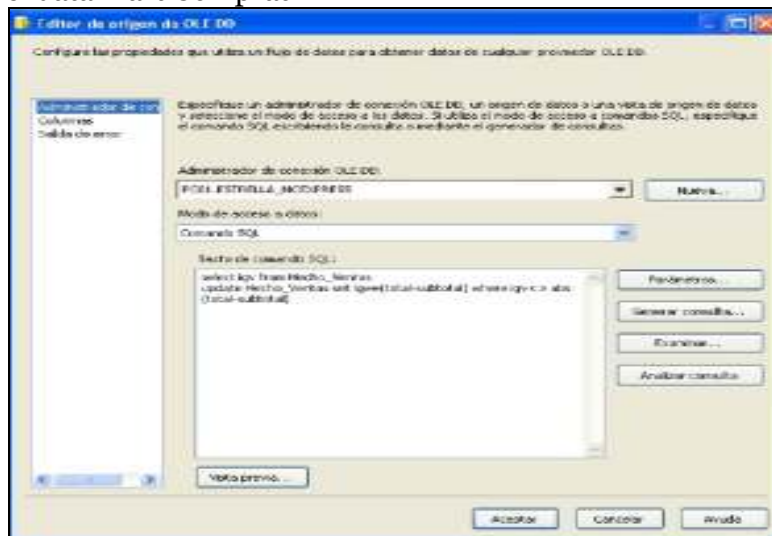 Editor de origen de OLE DB
Configure las propiedades que utiliza un flujo de datos para obtener datos de cualquier proveedor OLE DB.
Administrador de con
Columnas
Salida de error
Especifique un administrador de conexión OLE DB, un origen de datos o una vista de origen de datos
y seleccione el modo de acceso a los datos. Si utiliza el modo de acceso a comandos SQL, especifique
el comando SQL escribiendo la consulta o mediante el generador de consultas.
Administrador de conexión OLE DB:
ESTRELLA
Nueva...
Modo de acceso a datos:
Comando SQL
Texto de comando SQL:
select igv from Hecho_Ventas
update Hecho_Ventas set igv=(total-subtotal) where igv<> abs
(total-subtotal)
Parámetros...
Generar consulta...
Examinar...
Analizar consulta
Vista previa...
Aceptar
Cancelar
Ayuda